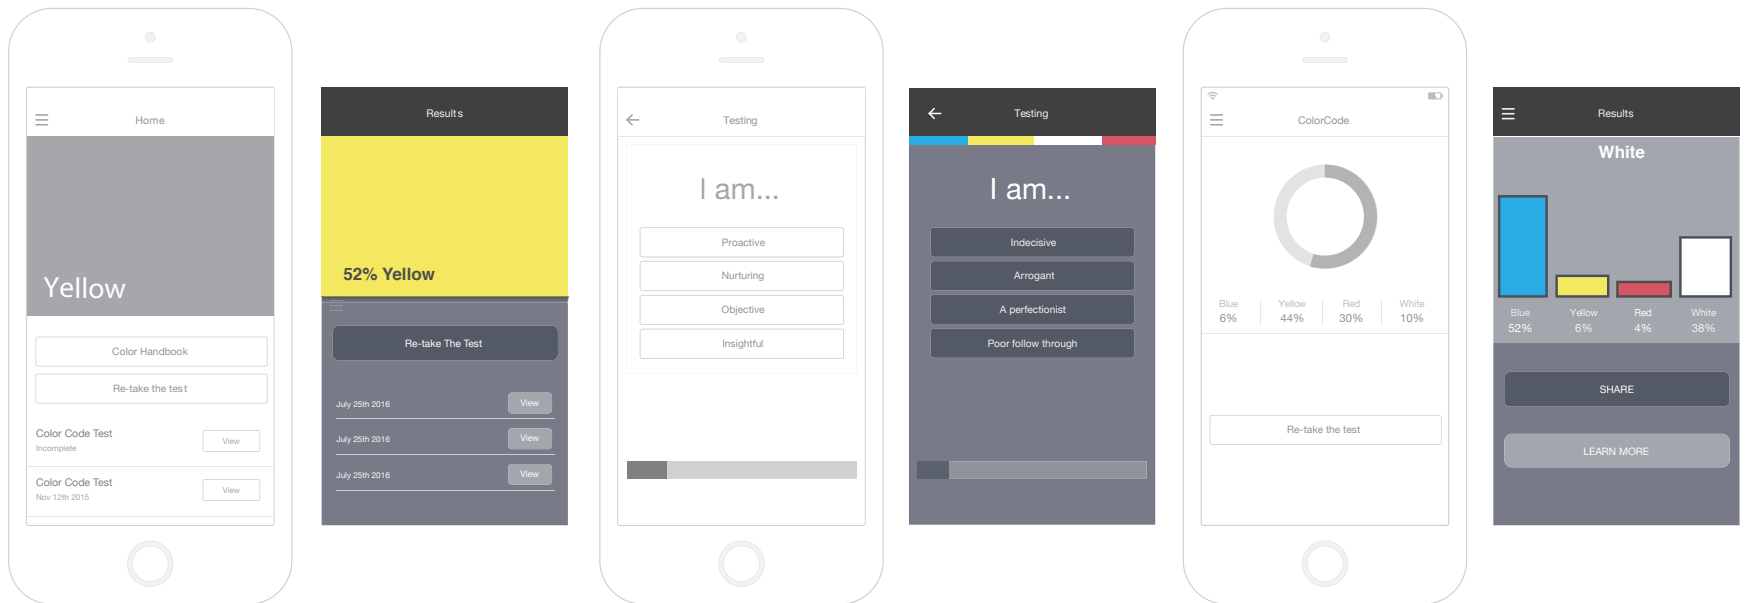 Home
Yellow
Color Handbook
Re-take the test
Color Code Test
Incomplete
View
Color Code Test
Nov 12th 2015
View
Results
52% Yellow
Re-take The Test
July 25th 2016
View
July 25th 2016
View
July 25th 2016
View
Testing
I am...
Proactive
Nurturing
Objective
Insightful
Testing
I am...
Indecisive
Arrogant
A perfectionist
Poor follow through
ColorCode
Blue Yellow Red White
6% 44% 30% 10%
Re-take the test
Results
White
Blue Yellow Red White
52% 6% 4% 38%
SHARE
LEARN MORE